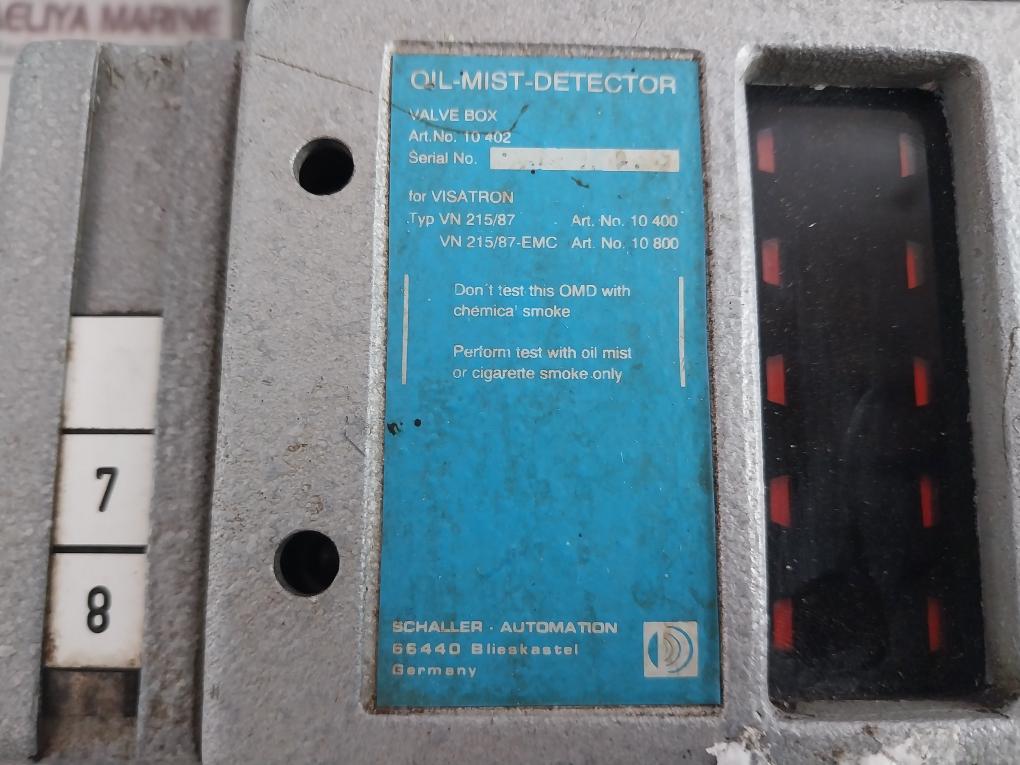 AELIYA MARINE
OIL-MIST-DETECTOR
VALVE BOX
Art.No. 10 402
Serial No.
for VISATRON
Typ VN 215/87 Art. No. 10 400
VN 215/87-EMC Art. No. 10 800
Don't test this OMD with
chemical smoke
Perform test with oil mist
or cigarette smoke only
7
8
SCHALLER · AUTOMATION
66440 Blieskastel
Germany